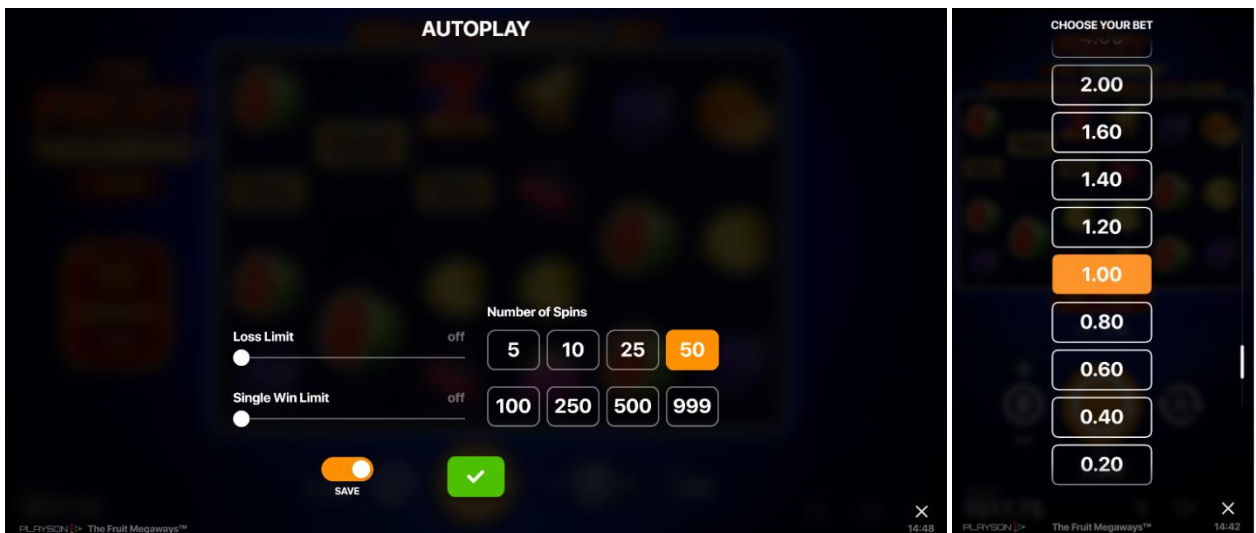 AUTOPLAY
Number of Spins
Loss Limit off
5 10 25 50
Single Win Limit off
100 250 500 999
SAVE
PLAYSON The Fruit Megaways™ 14:48
CHOOSE YOUR BET
2.00
1.60
1.40
1.20
1.00
0.80
0.60
0.40
0.20
PLAYSON The Fruit Megaways™ 14:42